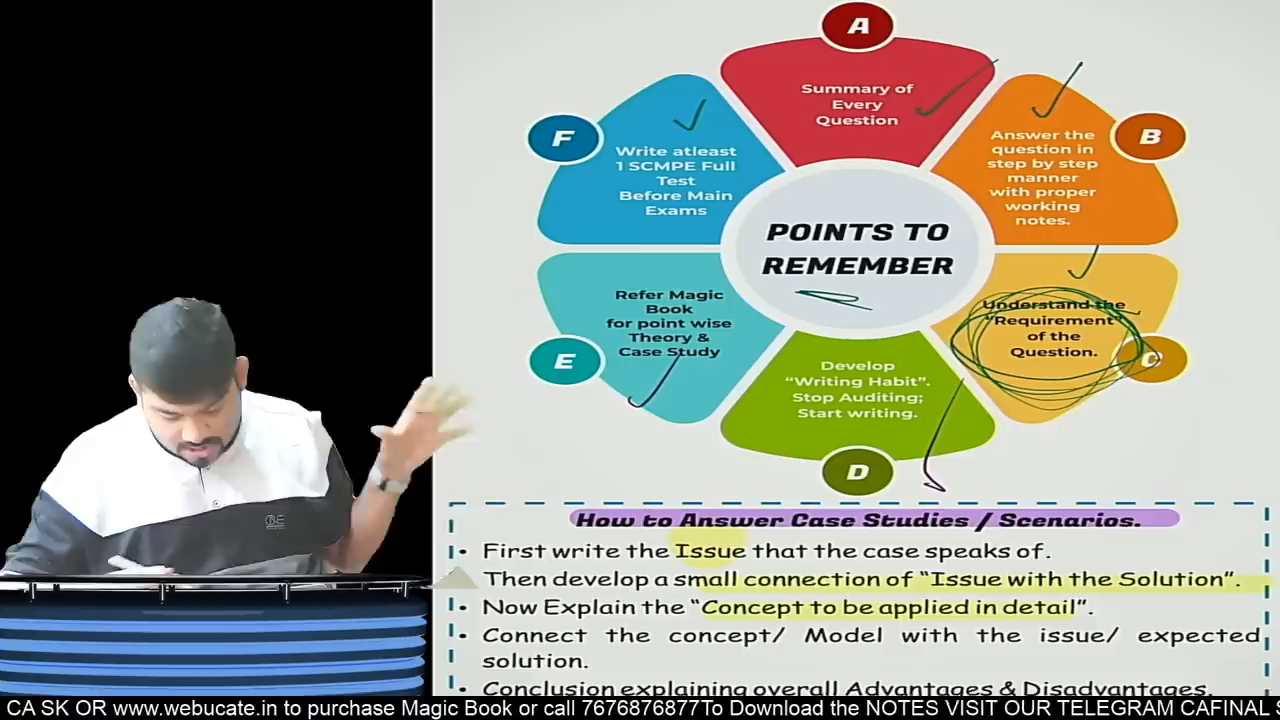 A
Summary of
Every
Question
B
Answer the
question in
step by step
manner
with proper
working
notes.
C
Understand the
“Requirement”
of the
Question.
D
Develop
“Writing Habit”.
Stop Auditing;
Start writing.
E
Refer Magic
Book
for point wise
Theory &
Case Study
F
Write atleast
1 SCMPE Full
Test
Before Main
Exams
POINTS TO
REMEMBER
How to Answer Case Studies / Scenarios.
• First write the Issue that the case speaks of.
Then develop a small connection of “Issue with the Solution”.
• Now Explain the “Concept to be applied in detail”.
• Connect the concept/ Model with the issue/ expected
solution.
• Conclusion explaining overall Advantages & Disadvantages.
CA SK OR www.webucate.in to purchase Magic Book or call 7676876877To Download the NOTES VISIT OUR TELEGRAM CAFINAL